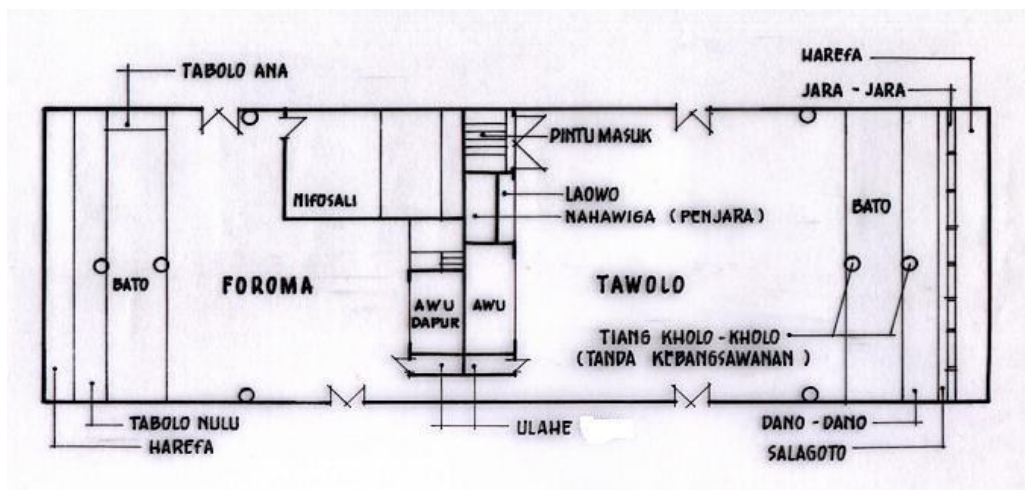 TABOLO ANA
HAREFA
JARA - JARA
PINTU MASUK
LAOWO
NAHAWIGA (PENJARA)
NIFOSALI
BATO
BATO
FOROMA
TAWOLO
AWU
DAPUR
AWU
TIANG KHOLO - KHOLO
(TANDA KEBANGSAWANAN)
TABOLO NULU
HAREFA
ULAHE
DANO - DANO
SALAGOTO